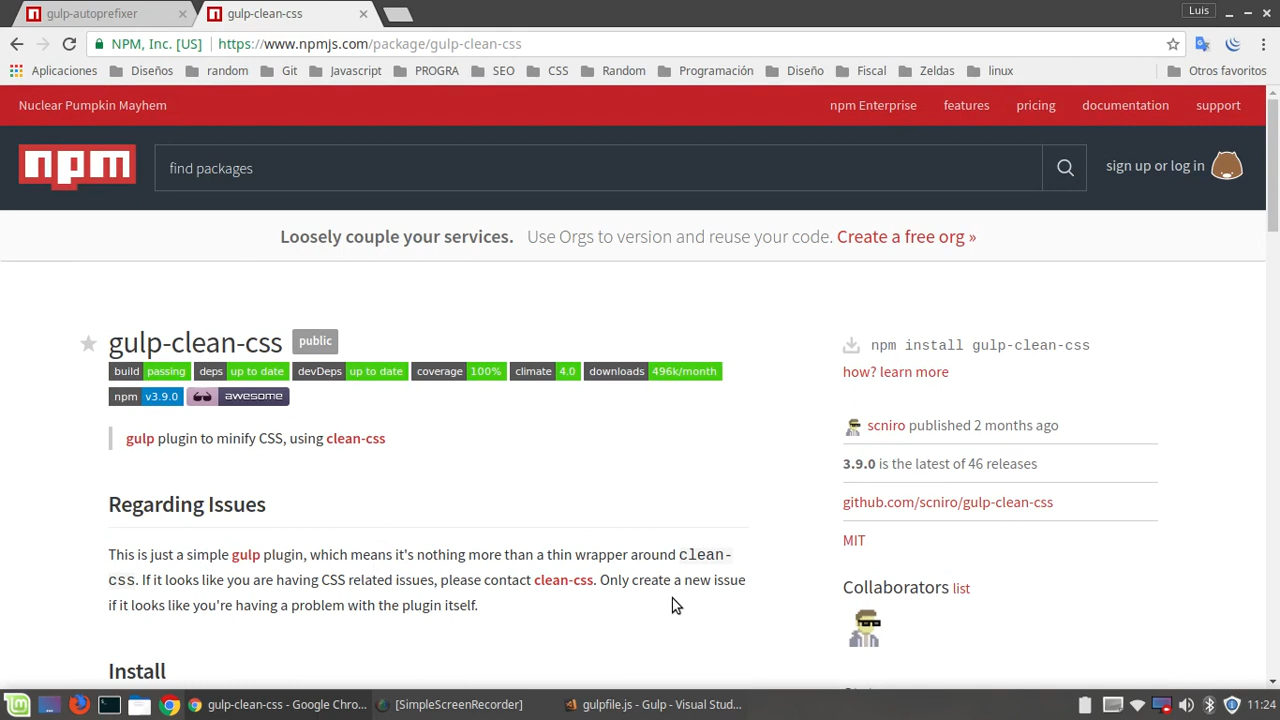 gulp-autoprefixer
gulp-clean-css
Luis
NPM, Inc. [US]
https://www.npmjs.com/package/gulp-clean-css
Aplicaciones
Diseños
random
Git
Javascript
PROGRA
SEO
CSS
Random
Programación
Diseño
Fiscal
Zeldas
linux
Otros favoritos
Nuclear Pumpkin Mayhem
npm Enterprise
features
pricing
documentation
support
npm
find packages
sign up or log in
Loosely couple your services. Use Orgs to version and reuse your code. Create a free org »
gulp-clean-css
public
build passing
deps up to date
devDeps up to date
coverage 100%
climate 4.0
downloads 496k/month
npm v3.9.0
awesome
gulp plugin to minify CSS, using clean-css
Regarding Issues
This is just a simple gulp plugin, which means it's nothing more than a thin wrapper around clean-
css. If it looks like you are having CSS related issues, please contact clean-css. Only create a new issue
if it looks like you're having a problem with the plugin itself.
Install
npm install gulp-clean-css
how? learn more
scniro published 2 months ago
3.9.0 is the latest of 46 releases
github.com/scniro/gulp-clean-css
MIT
Collaborators list
gulp-clean-css - Google Chro...
[SimpleScreenRecorder]
gulpfile.js - Gulp - Visual Stud...
11:24